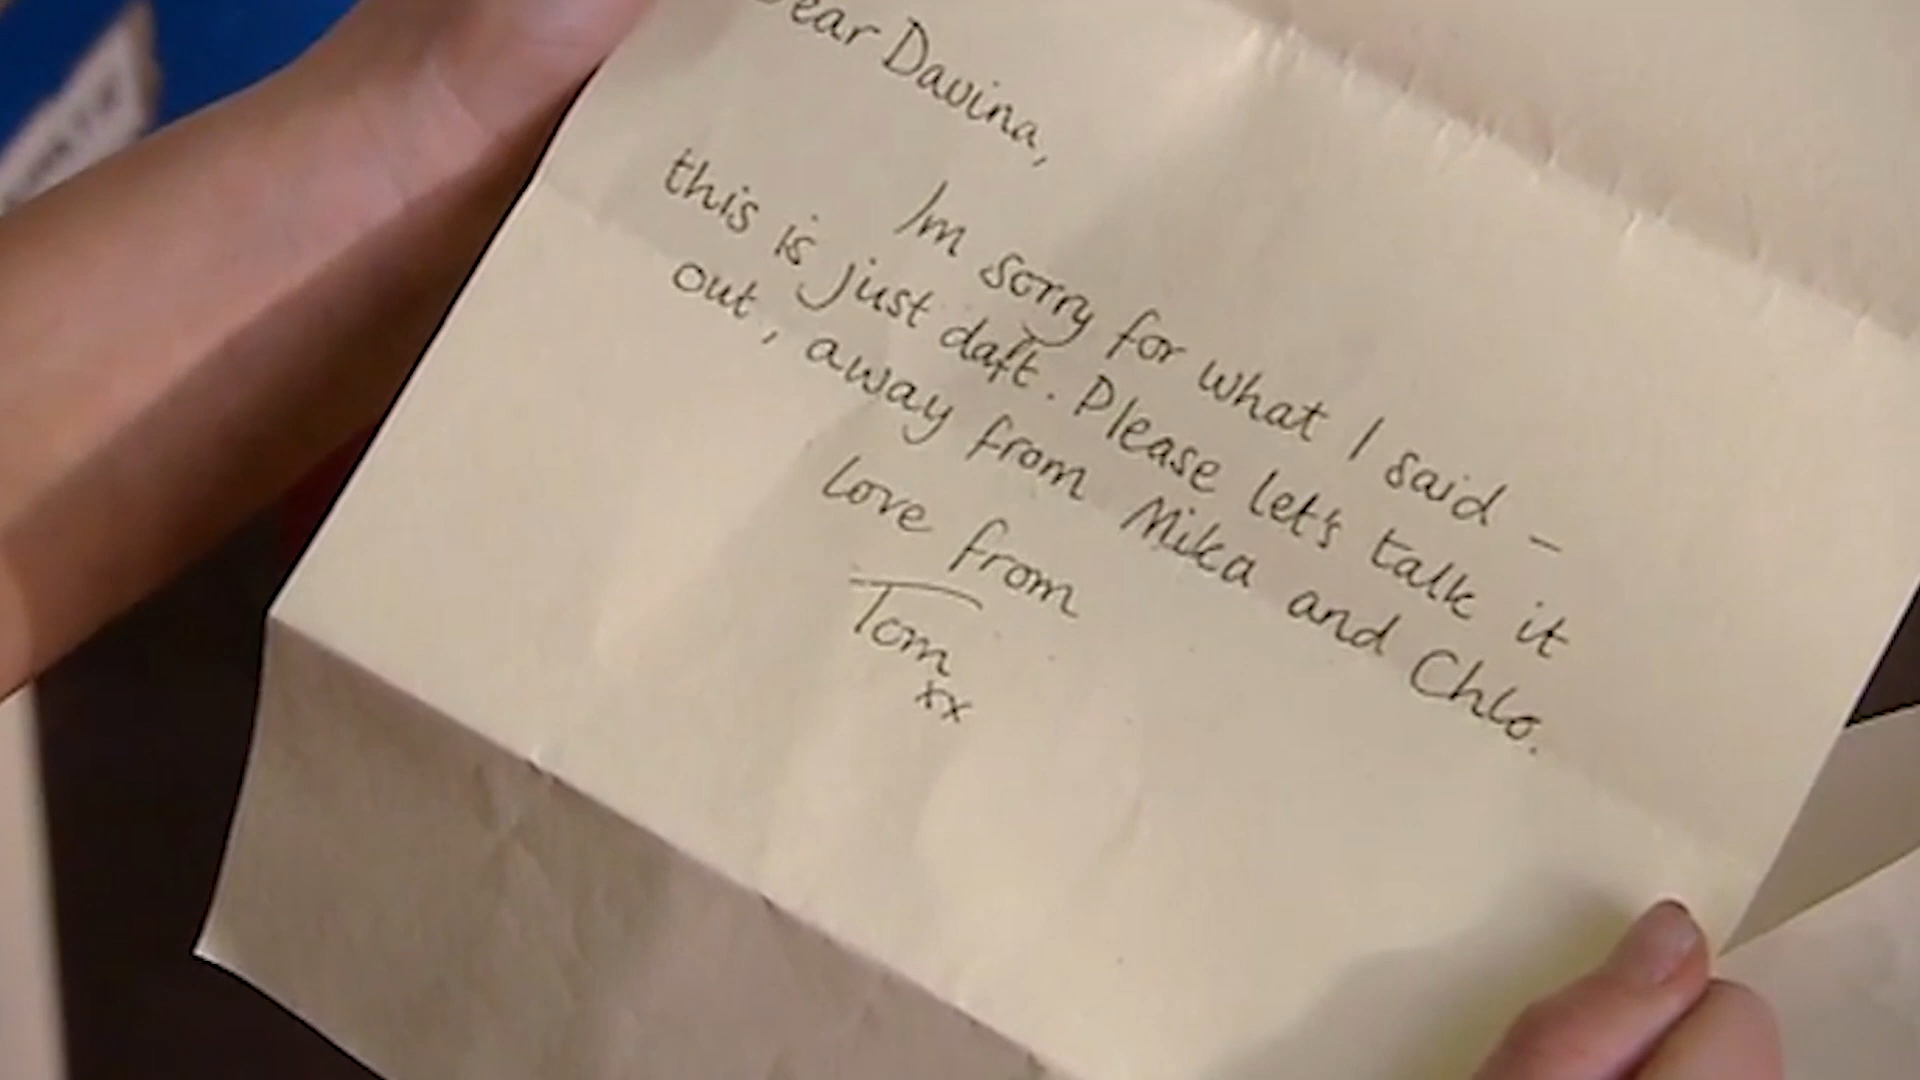 Dear Davina,
Im sorry for what I said -
this is just daft. Please let's talk it
out, away from Mika and Chlo.
love from
Tom
xx